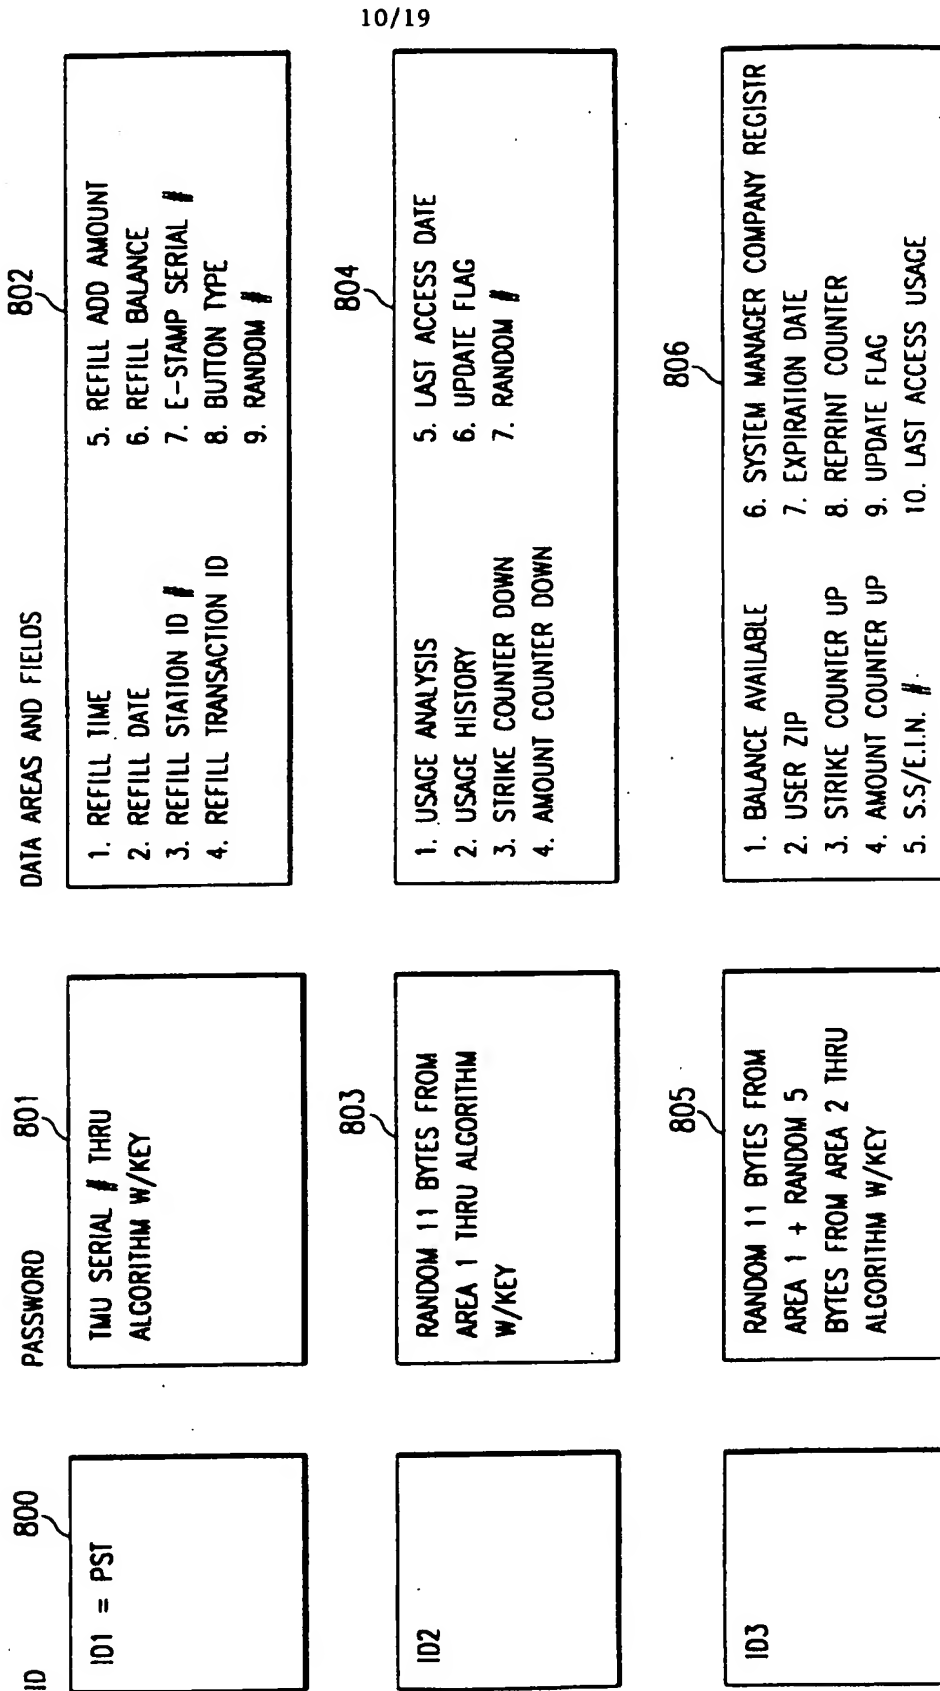 10/19
ID
PASSWORD
DATA AREAS AND FIELDS
800
ID1 = PST
801
TMU SERIAL # THRU
ALGORITHM W/KEY
802
1. REFILL TIME
2. REFILL DATE
3. REFILL STATION ID #
4. REFILL TRANSACTION ID
5. REFILL ADD AMOUNT
6. REFILL BALANCE
7. E-STAMP SERIAL #
8. BUTTON TYPE
9. RANDOM #
ID2
803
RANDOM 11 BYTES FROM
AREA 1 THRU ALGORITHM
W/KEY
804
1. USAGE ANALYSIS
2. USAGE HISTORY
3. STRIKE COUNTER DOWN
4. AMOUNT COUNTER DOWN
5. LAST ACCESS DATE
6. UPDATE FLAG
7. RANDOM #
ID3
805
RANDOM 11 BYTES FROM
AREA 1 + RANDOM 5
BYTES FROM AREA 2 THRU
ALGORITHM W/KEY
806
1. BALANCE AVAILABLE
2. USER ZIP
3. STRIKE COUNTER UP
4. AMOUNT COUNTER UP
5. S.S/E.I.N. #
6. SYSTEM MANAGER COMPANY REGISTR
7. EXPIRATION DATE
8. REPRINT COUNTER
9. UPDATE FLAG
10. LAST ACCESS USAGE